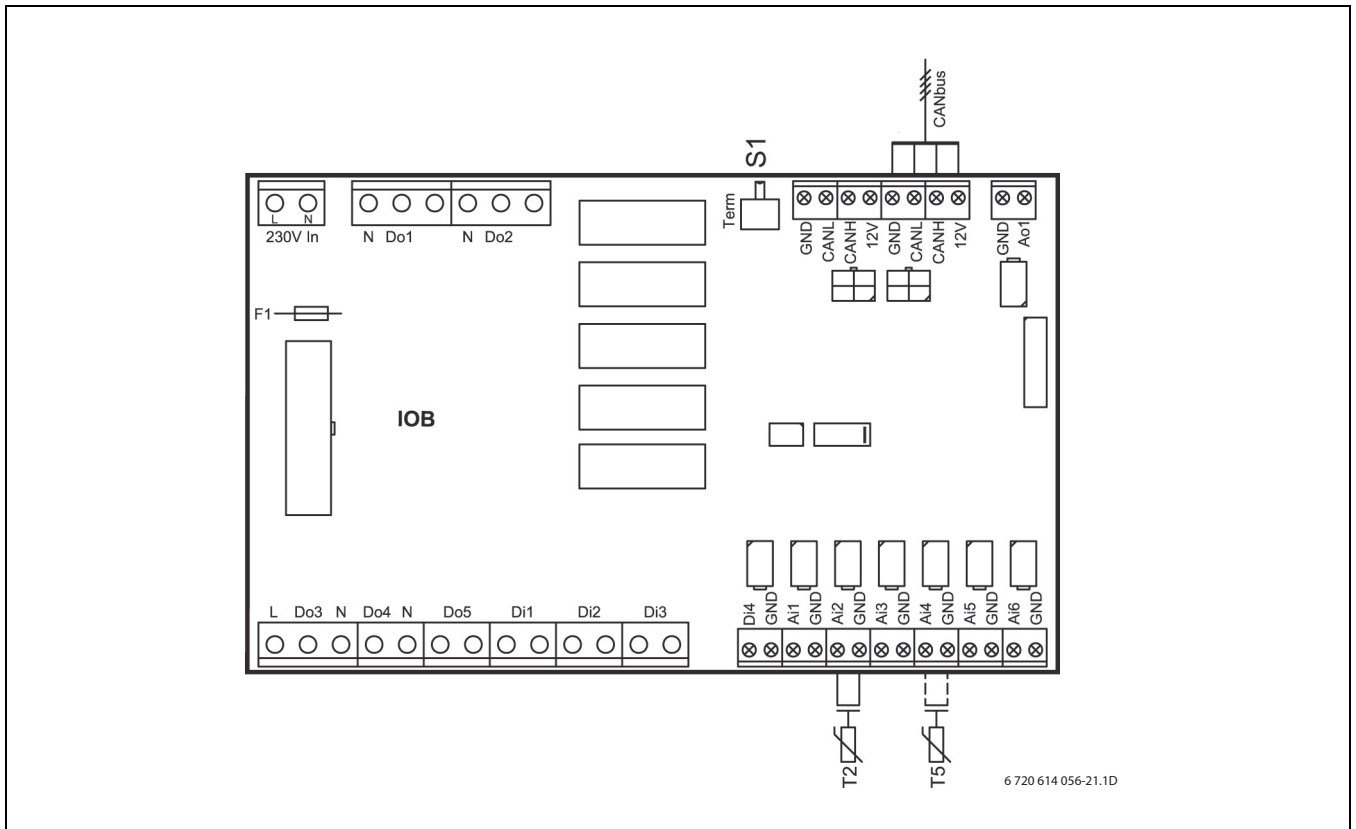 CANbus
S1
Term
L N
230V In
N Do1 N Do2
GND CANL CANH 12V GND CANL CANH 12V
GND Ao1
F1
IOB
L Do3 N Do4 N Do5 Di1 Di2 Di3
Di4 GND Ai1 GND Ai2 GND Ai3 GND Ai4 GND Ai5 GND Ai6 GND
T2 T5
6 720 614 056-21.1D